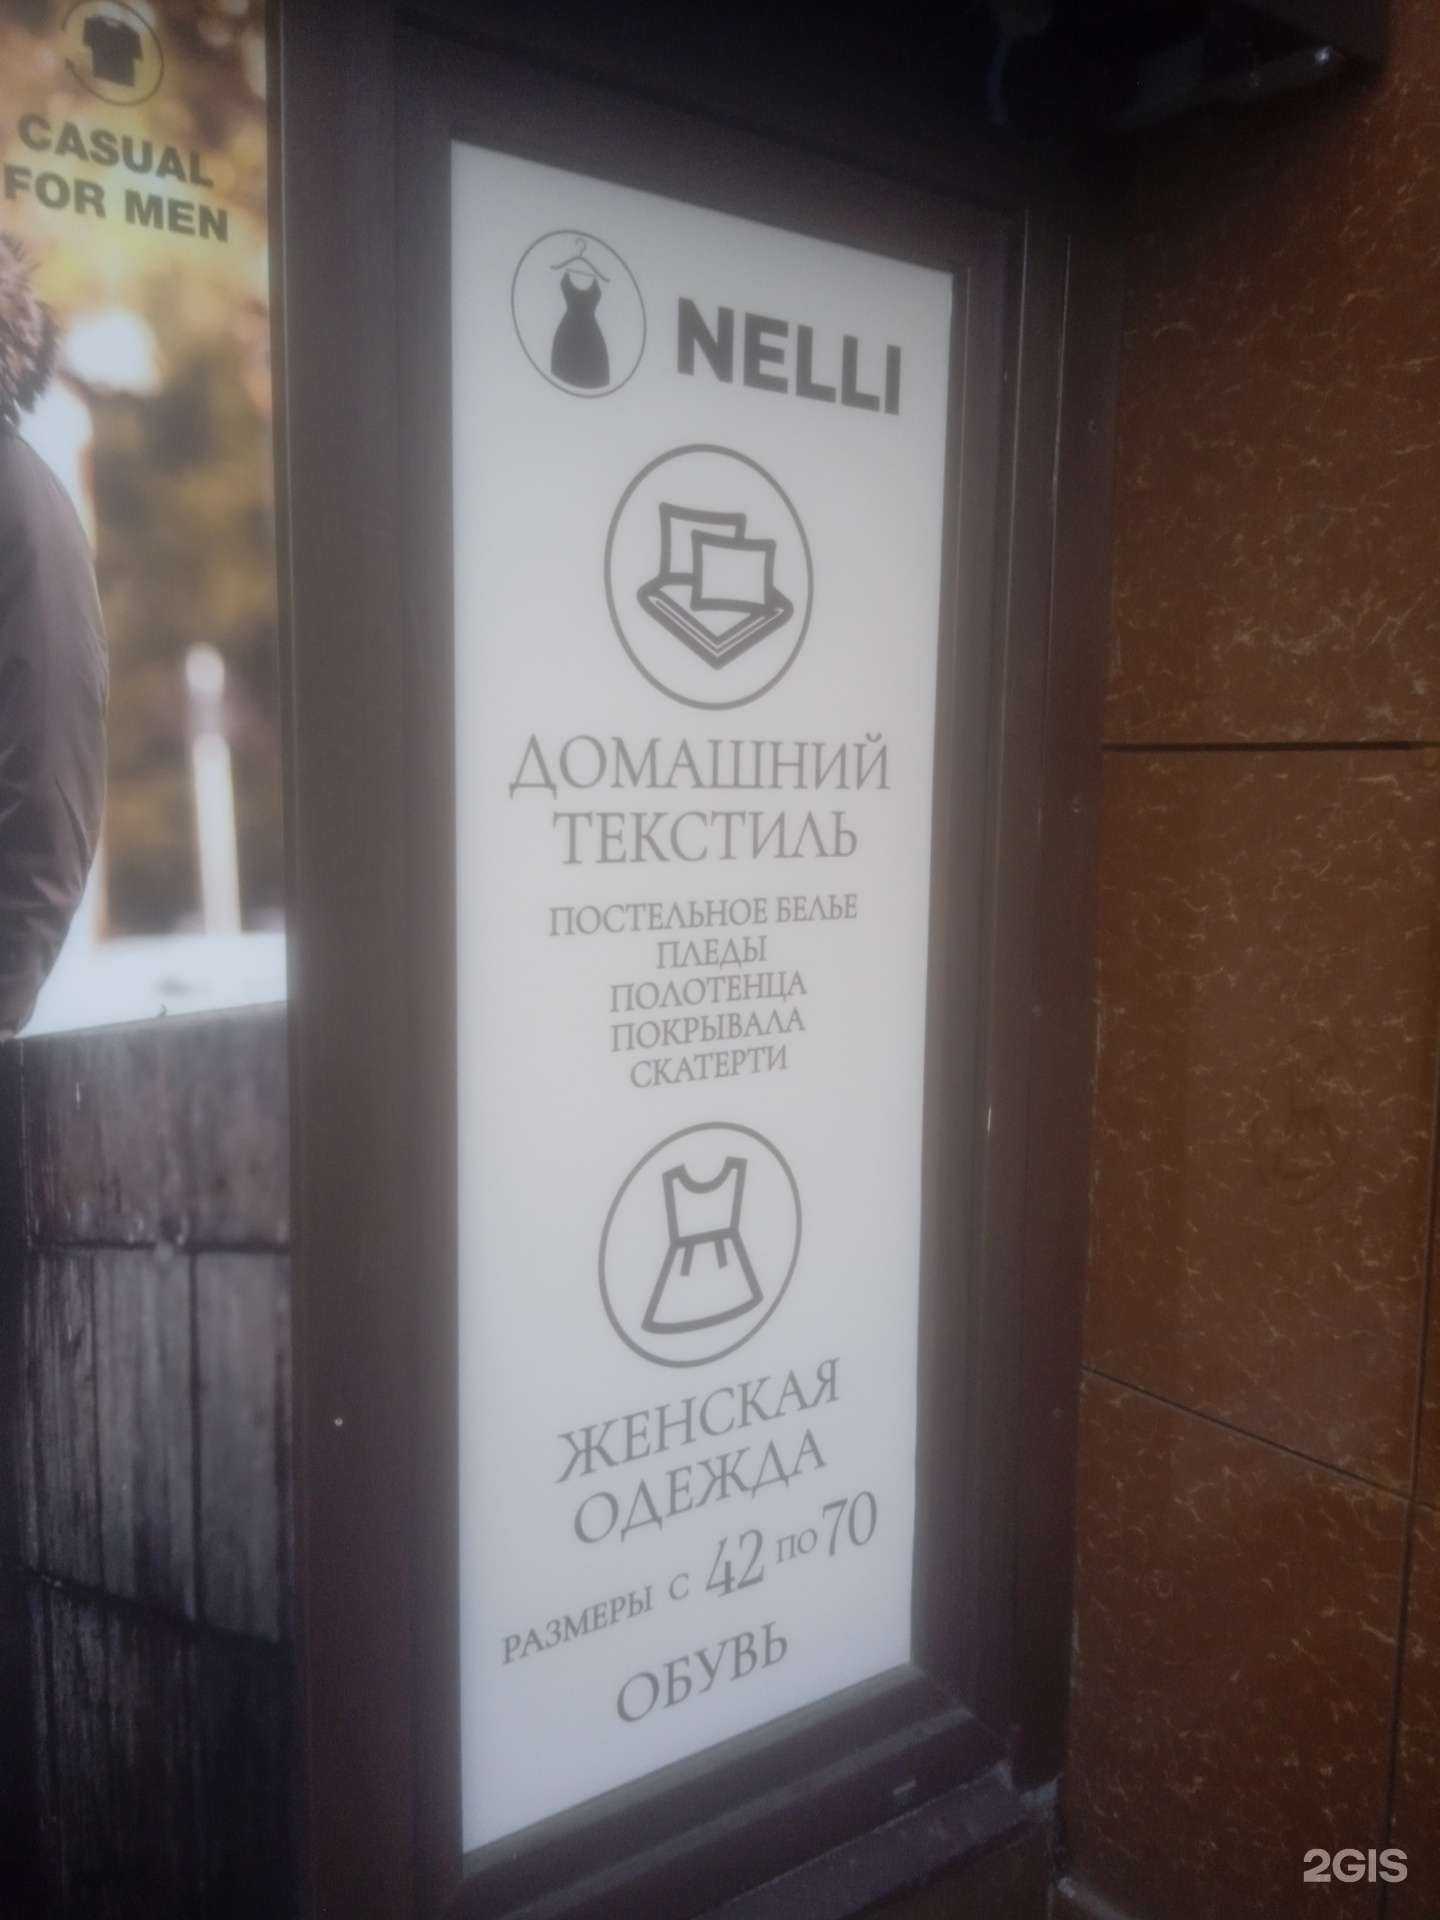 CASUAL
FOR MEN
NELLI
ДОМАШНИЙ
ТЕКСТИЛЬ
ПОСТЕЛЬНОЕ БЕЛЬЕ
ПЛЕДЫ
ПОЛОТЕНЦА
ПОКРЫВАЛА
СКАТЕРТИ
ЖЕНСКАЯ
ОДЕЖДА
РАЗМЕРЫ С 42 ПО 70
ОБУВЬ
2GIS